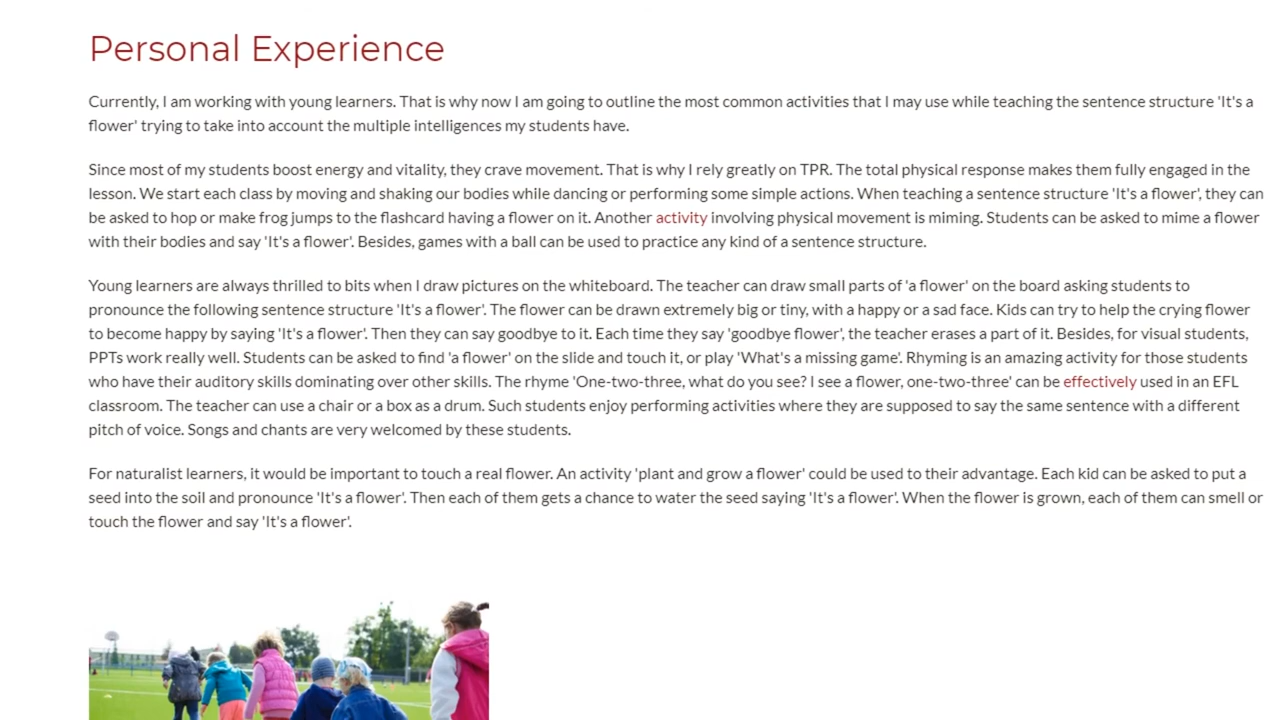 Personal Experience
Currently, I am working with young learners. That is why now I am going to outline the most common activities that I may use while teaching the sentence structure 'It's a
flower' trying to take into account the multiple intelligences my students have.
Since most of my students boost energy and vitality, they crave movement. That is why I rely greatly on TPR. The total physical response makes them fully engaged in the
lesson. We start each class by moving and shaking our bodies while dancing or performing some simple actions. When teaching a sentence structure 'It's a flower', they can
be asked to hop or make frog jumps to the flashcard having a flower on it. Another activity involving physical movement is miming. Students can be asked to mime a flower
with their bodies and say 'It's a flower'. Besides, games with a ball can be used to practice any kind of a sentence structure.
Young learners are always thrilled to bits when I draw pictures on the whiteboard. The teacher can draw small parts of 'a flower' on the board asking students to
pronounce the following sentence structure 'It's a flower'. The flower can be drawn extremely big or tiny, with a happy or a sad face. Kids can try to help the crying flower
to become happy by saying 'It's a flower'. Then they can say goodbye to it. Each time they say 'goodbye flower', the teacher erases a part of it. Besides, for visual students,
PPTs work really well. Students can be asked to find 'a flower' on the slide and touch it, or play 'What's a missing game'. Rhyming is an amazing activity for those students
who have their auditory skills dominating over other skills. The rhyme 'One-two-three, what do you see? I see a flower, one-two-three' can be effectively used in an EFL
classroom. The teacher can use a chair or a box as a drum. Such students enjoy performing activities where they are supposed to say the same sentence with a different
pitch of voice. Songs and chants are very welcomed by these students.
For naturalist learners, it would be important to touch a real flower. An activity 'plant and grow a flower' could be used to their advantage. Each kid can be asked to put a
seed into the soil and pronounce 'It's a flower'. Then each of them gets a chance to water the seed saying 'It's a flower'. When the flower is grown, each of them can smell or
touch the flower and say 'It's a flower'.